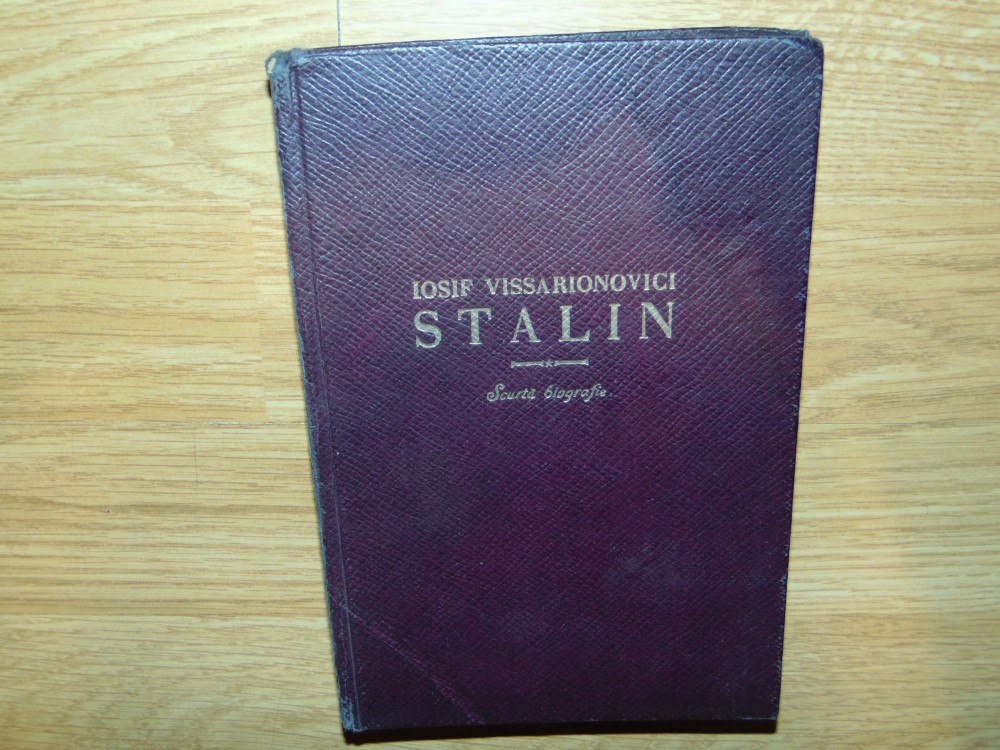 IOSIF VISSARIONOVICI
STALIN
Scurtă biografie.